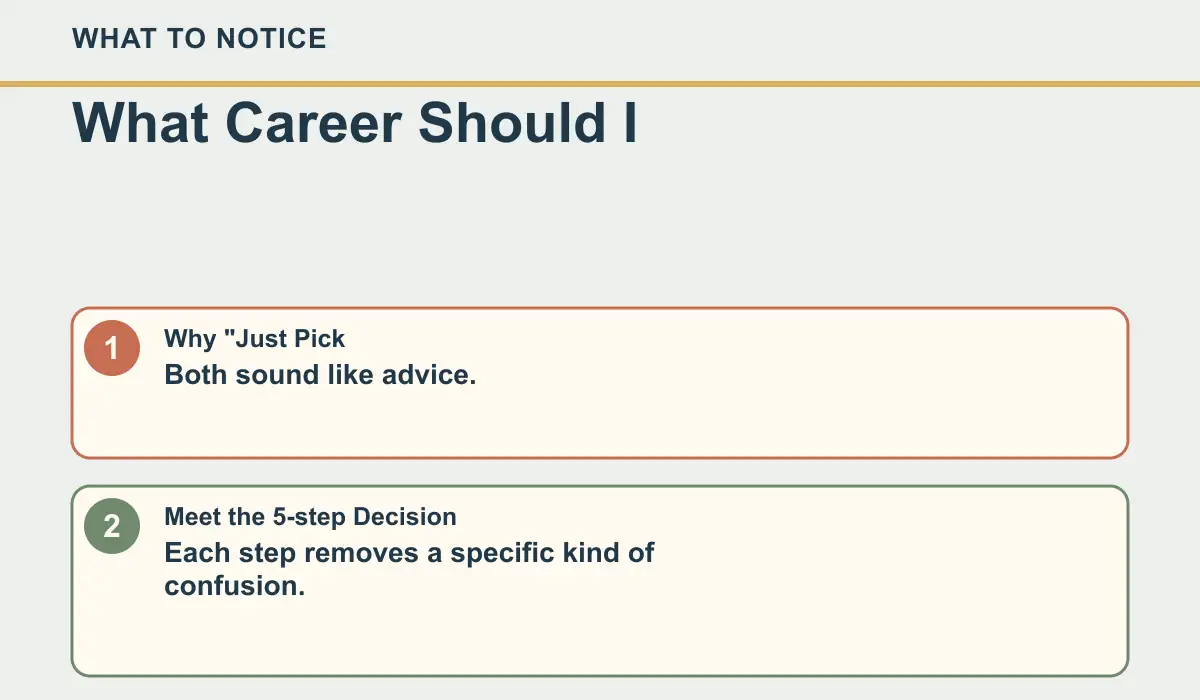 WHAT TO NOTICE
What Career Should I
1
Why "Just Pick
Both sound like advice.
2
Meet the 5-step Decision
Each step removes a specific kind of
confusion.